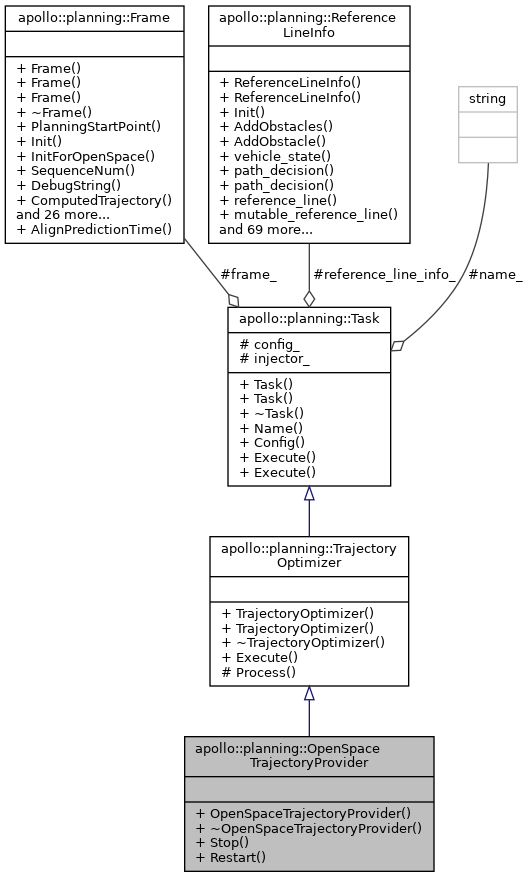 apollo::planning::Frame
+ Frame()
+ Frame()
+ Frame()
+ ~Frame()
+ PlanningStartPoint()
+ Init()
+ InitForOpenSpace()
+ SequenceNum()
+ DebugString()
+ ComputedTrajectory()
and 26 more...
+ AlignPredictionTime()
apollo::planning::Reference
LineInfo
+ ReferenceLineInfo()
+ ReferenceLineInfo()
+ Init()
+ AddObstacles()
+ AddObstacle()
+ vehicle_state()
+ path_decision()
+ path_decision()
+ reference_line()
+ mutable_reference_line()
and 69 more...
string
#frame_
#reference_line_info_
#name_
apollo::planning::Task
# config_
# injector_
+ Task()
+ Task()
+ ~Task()
+ Name()
+ Config()
+ Execute()
+ Execute()
apollo::planning::Trajectory
Optimizer
+ TrajectoryOptimizer()
+ TrajectoryOptimizer()
+ ~TrajectoryOptimizer()
+ Execute()
# Process()
apollo::planning::OpenSpace
TrajectoryProvider
+ OpenSpaceTrajectoryProvider()
+ ~OpenSpaceTrajectoryProvider()
+ Stop()
+ Restart()